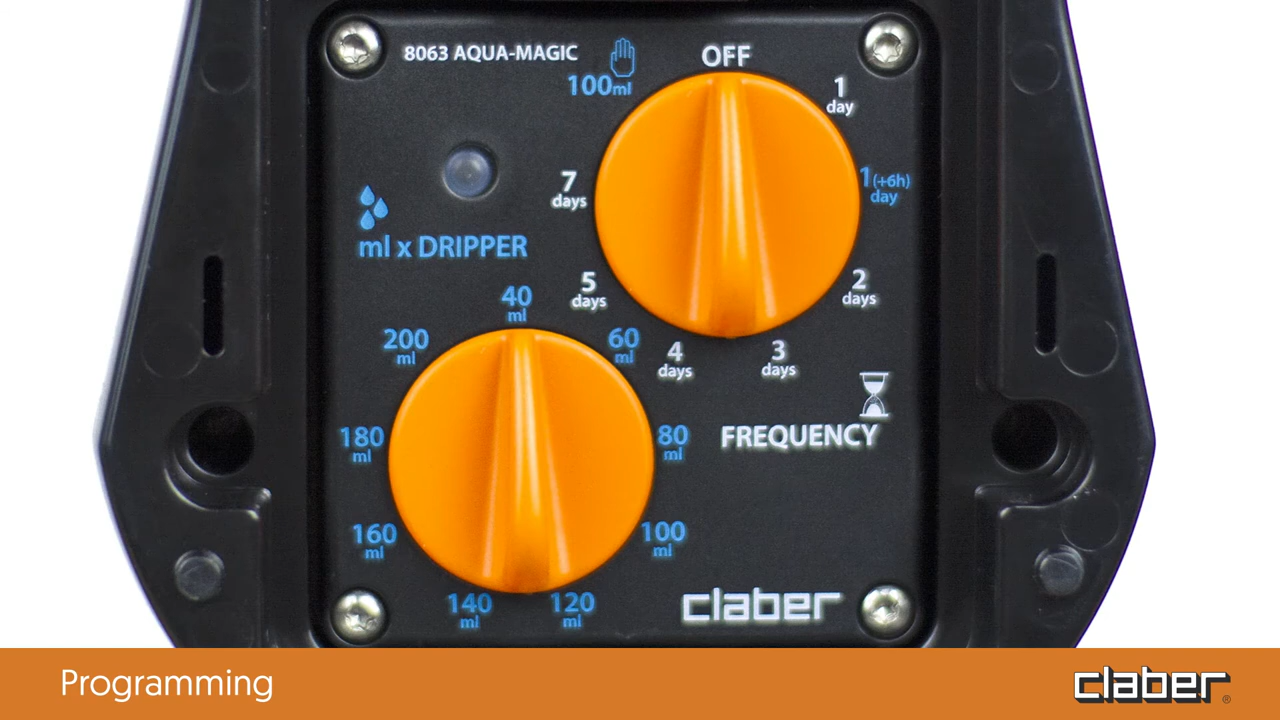 8063 AQUA-MAGIC
100ml
OFF
1
day
1(+6h)
day
2
days
3
days
4
days
5
days
7
days
FREQUENCY
ml x DRIPPER
40
ml
60
ml
80
ml
100
ml
120
ml
140
ml
160
ml
180
ml
200
ml
claber
Programming
claber®